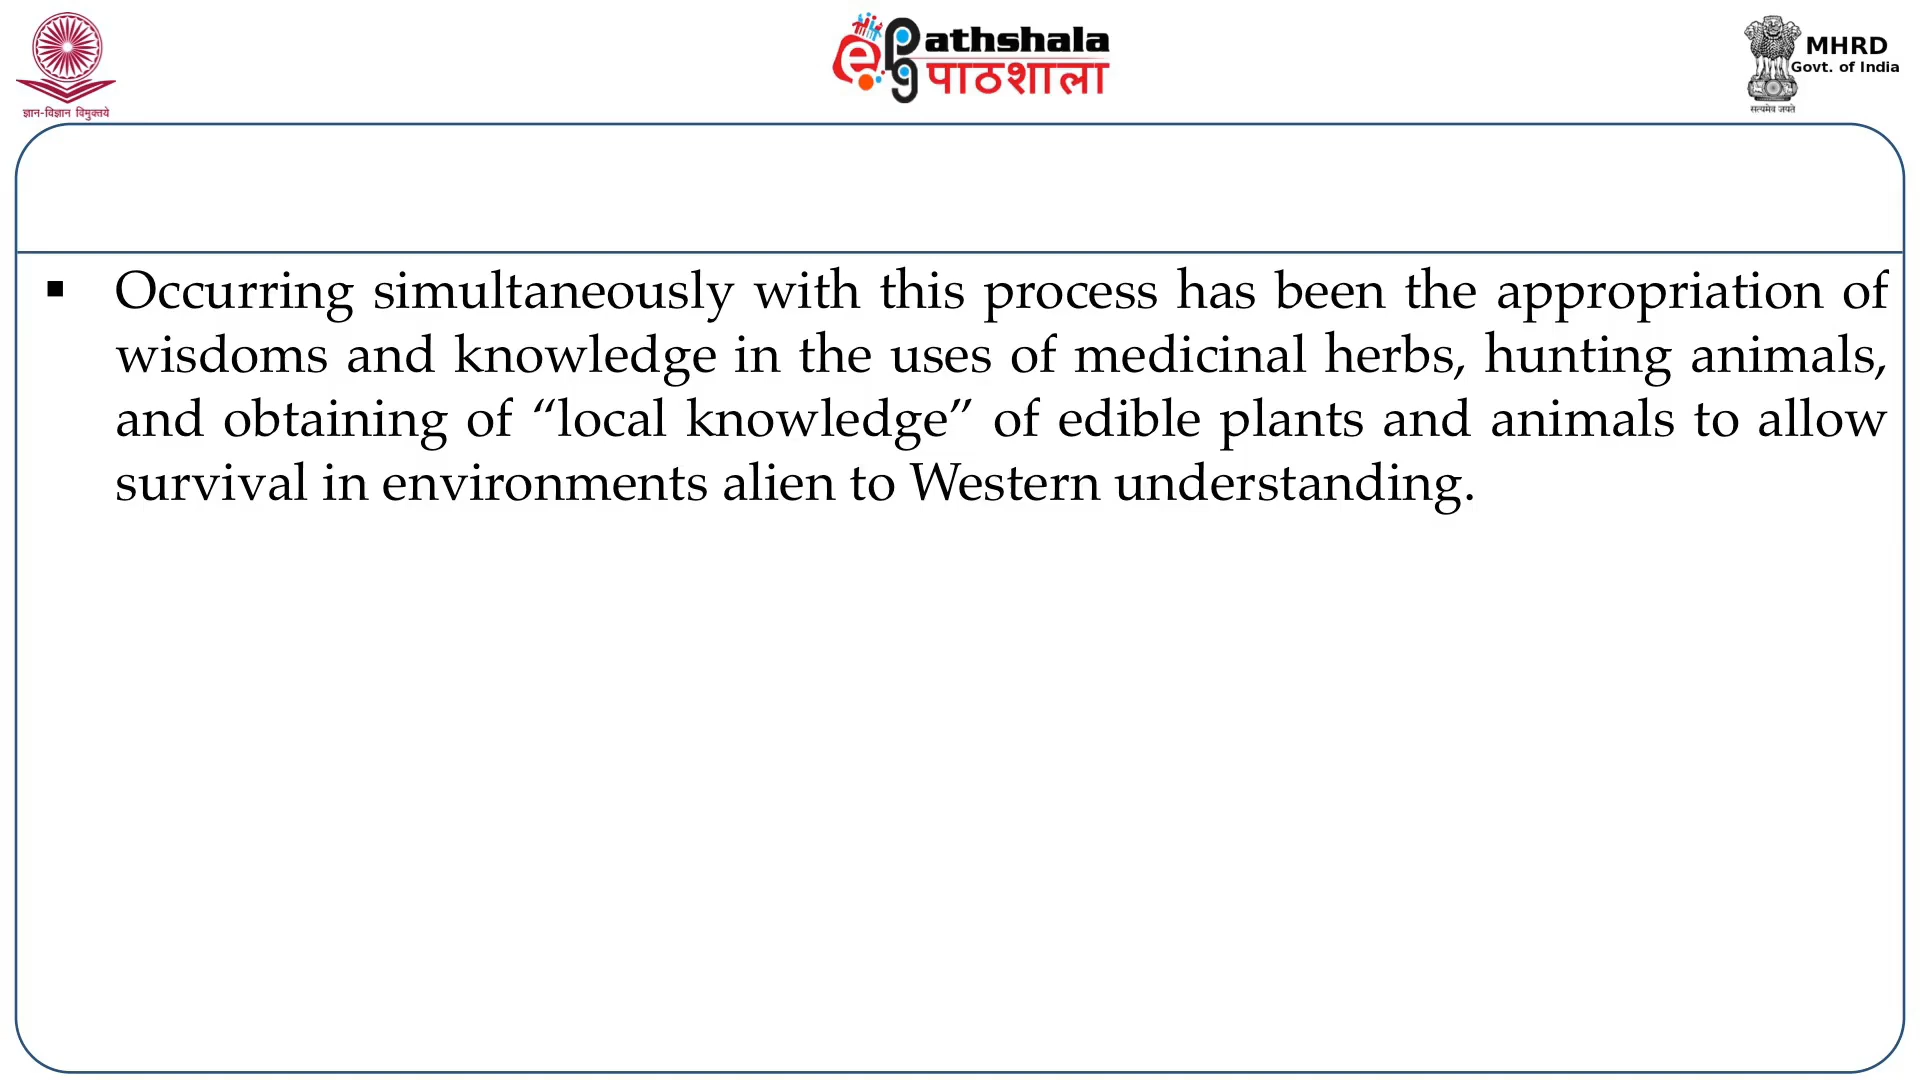 ज्ञान-विज्ञान विमुक्तये
e pg Pathshala
पाठशाला
MHRD
Govt. of India
सत्यमेव जयते
▪ Occurring simultaneously with this process has been the appropriation of
wisdoms and knowledge in the uses of medicinal herbs, hunting animals,
and obtaining of “local knowledge” of edible plants and animals to allow
survival in environments alien to Western understanding.